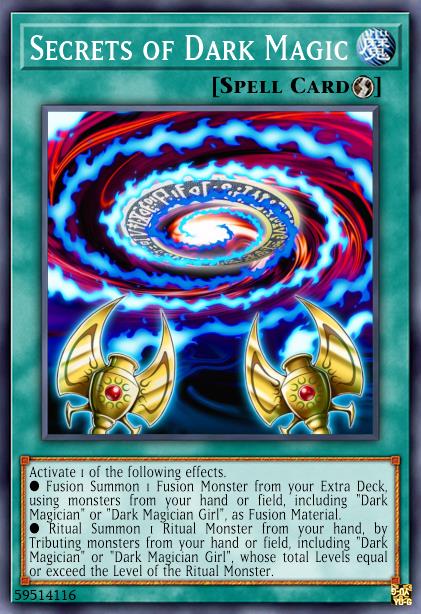 Secrets of Dark Magic
魔
[Spell Card]
Activate 1 of the following effects.
● Fusion Summon 1 Fusion Monster from your Extra Deck,
using monsters from your hand or field, including "Dark
Magician" or "Dark Magician Girl", as Fusion Material.
● Ritual Summon 1 Ritual Monster from your hand, by
Tributing monsters from your hand or field, including "Dark
Magician" or "Dark Magician Girl", whose total Levels equal
or exceed the Level of the Ritual Monster.
59514116